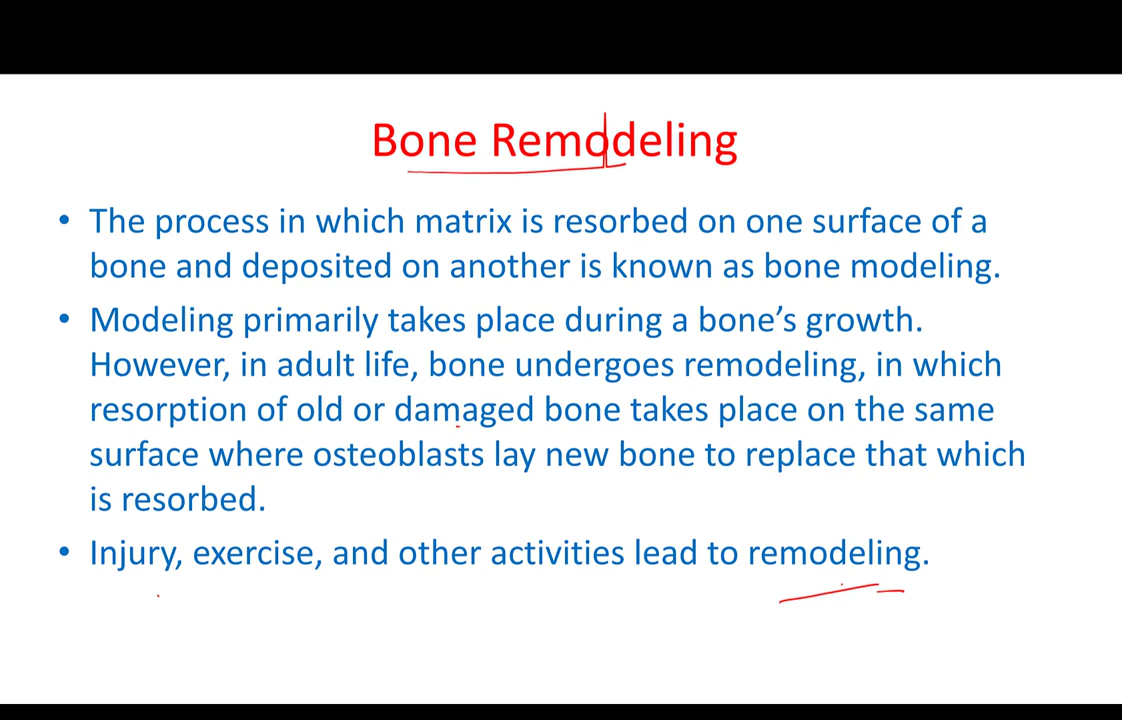 Bone Remodeling
• The process in which matrix is resorbed on one surface of a
bone and deposited on another is known as bone modeling.
• Modeling primarily takes place during a bone’s growth.
However, in adult life, bone undergoes remodeling, in which
resorption of old or damaged bone takes place on the same
surface where osteoblasts lay new bone to replace that which
is resorbed.
• Injury, exercise, and other activities lead to remodeling.